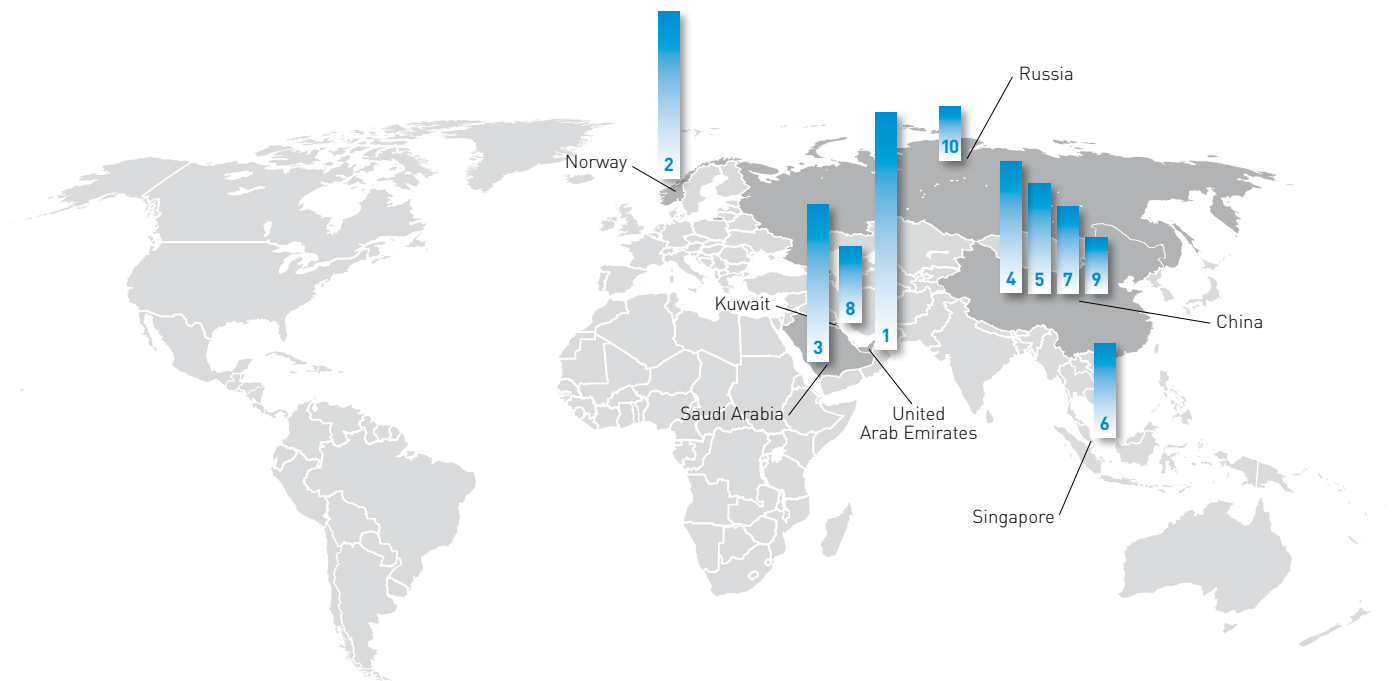 Russia
10
Norway
2
4
5
7
9
Kuwait
8
China
3
1
Saudi Arabia
United
Arab Emirates
6
Singapore